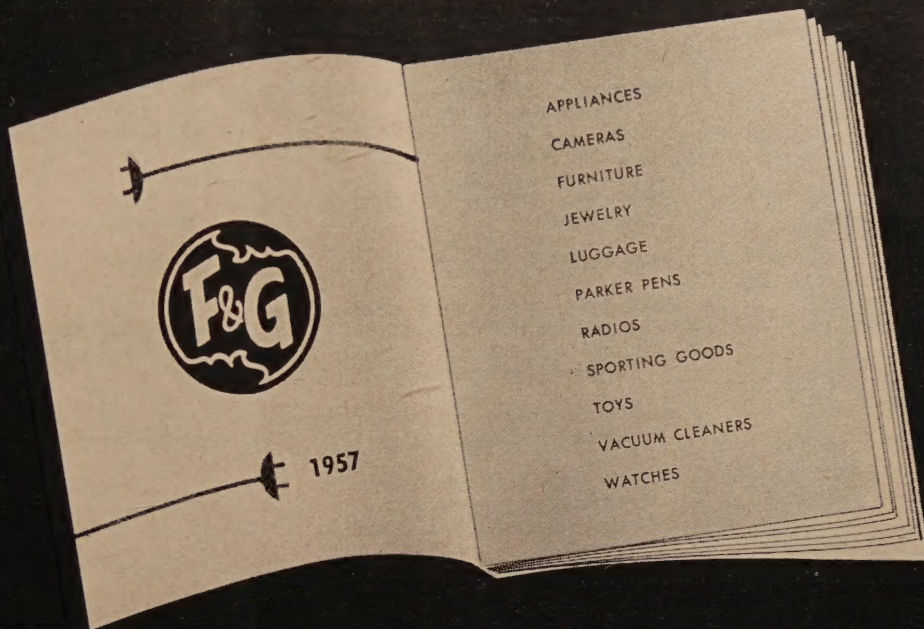 F&G
1957
APPLIANCES
CAMERAS
FURNITURE
JEWELRY
LUGGAGE
PARKER PENS
RADIOS
SPORTING GOODS
TOYS
VACUUM CLEANERS
WATCHES